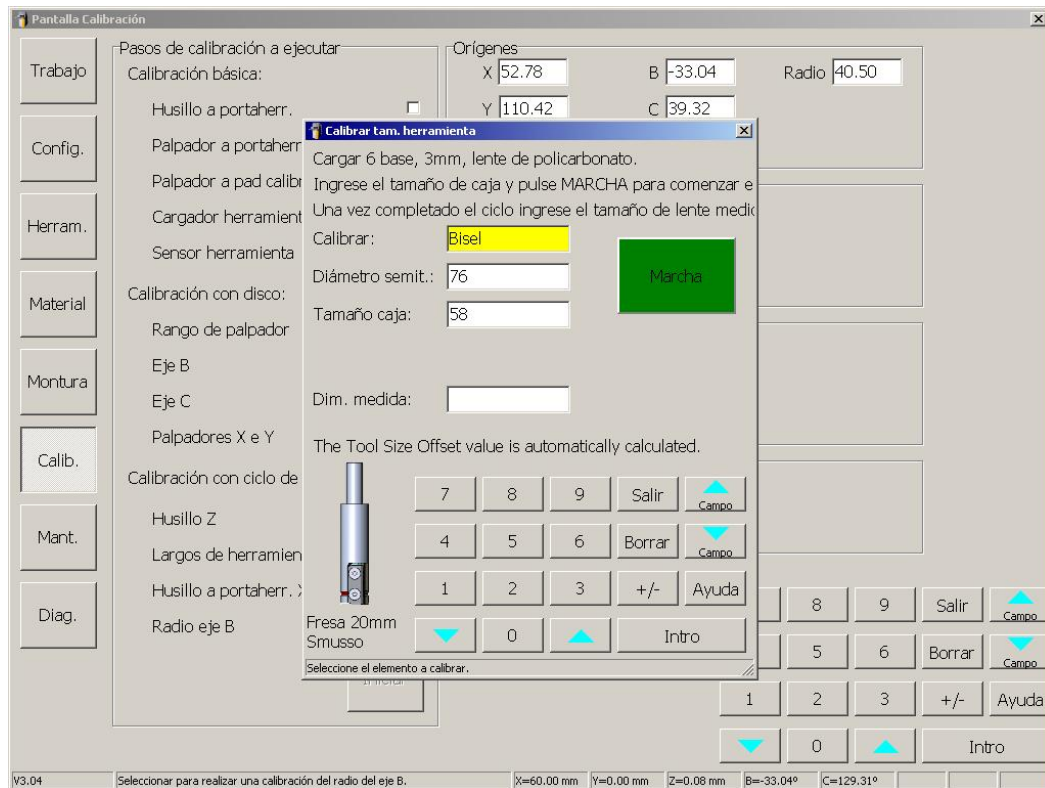 Pantalla Calibración
Trabajo
Config.
Herram.
Material
Montura
Calib.
Mant.
Diag.
Pasos de calibración a ejecutar
Calibración básica:
Husillo a portaherr.
Palpador a portaherr
Palpador a pad calibr
Cargador herramient
Sensor herramienta
Calibración con disco:
Rango de palpador
Eje B
Eje C
Palpadores X e Y
Calibración con ciclo de
Husillo Z
Largos de herramien
Husillo a portaherr.
Radio eje B
Orígenes
X 52.78 B -33.04 Radio 40.50
Y 110.42 C 39.32
Calibrar tam. herramienta
Cargar 6 base, 3mm, lente de policarbonato.
Ingrese el tamaño de caja y pulse MARCHA para comenzar e
Una vez completado el ciclo ingrese el tamaño de lente medic
Calibrar: Bisel
Diámetro semit.: 76
Tamaño caja: 58
Marcha
Dim. medida:
The Tool Size Offset value is automatically calculated.
7 8 9 Salir Campo
4 5 6 Borrar Campo
1 2 3 +/- Ayuda
0 Intro
Fresa 20mm
Smusso
Seleccione el elemento a calibrar.
8 9 Salir Campo
5 6 Borrar Campo
1 2 3 +/- Ayuda
0 Intro
V3.04 Seleccionar para realizar una calibración del radio del eje B. X=60.00 mm Y=0.00 mm Z=0.08 mm B=-33.04º C=129.31º